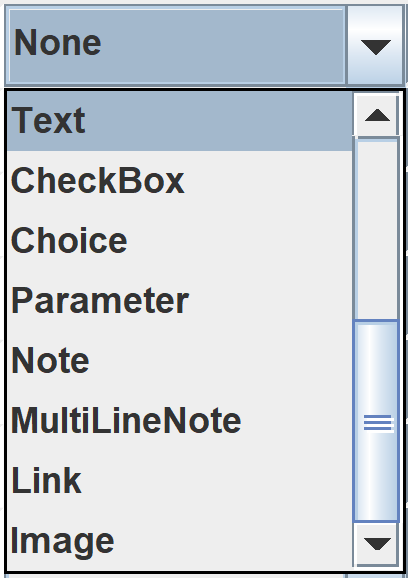 None
Text
CheckBox
Choice
Parameter
Note
MultiLineNote
Link
Image